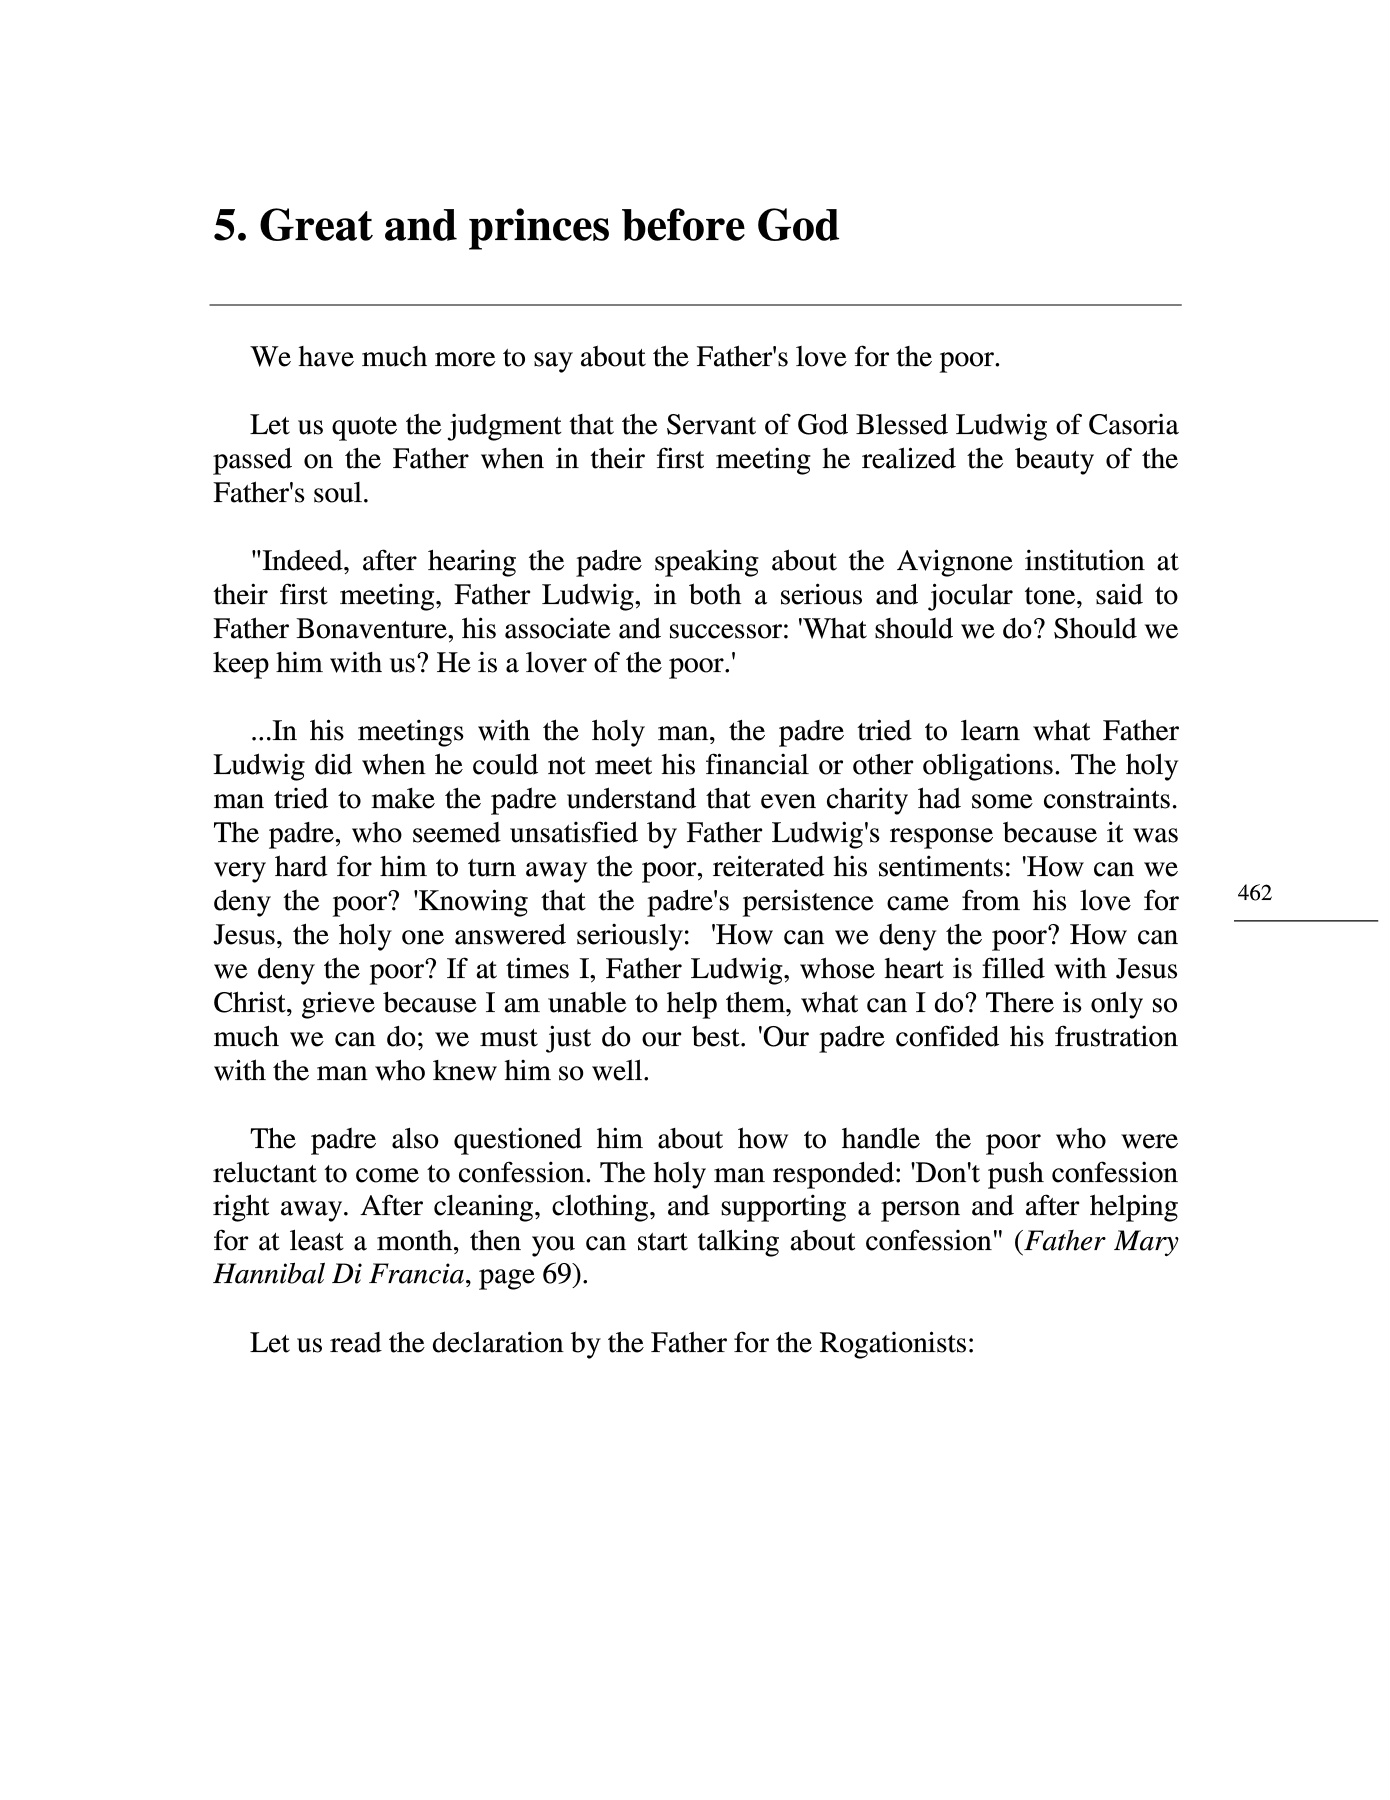 5. Great and princes before God
We have much more to say about the Father's love for the poor.
Let us quote the judgment that the Servant of God Blessed Ludwig of Casoria
passed on the Father when in their first meeting he realized the beauty of the
Father's soul.
"Indeed, after hearing the padre speaking about the Avignone institution at
their first meeting, Father Ludwig, in both a serious and jocular tone, said to
Father Bonaventure, his associate and successor: 'What should we do? Should we
keep him with us? He is a lover of the poor.'
...In his meetings with the holy man, the padre tried to learn what Father
Ludwig did when he could not meet his financial or other obligations. The holy
man tried to make the padre understand that even charity had some constraints.
The padre, who seemed unsatisfied by Father Ludwig's response because it was
very hard for him to turn away the poor, reiterated his sentiments: 'How can we
deny the poor? 'Knowing that the padre's persistence came from his love for
Jesus, the holy one answered seriously:  'How can we deny the poor? How can
we deny the poor? If at times I, Father Ludwig, whose heart is filled with Jesus
Christ, grieve because I am unable to help them, what can I do? There is only so
much we can do; we must just do our best. 'Our padre confided his frustration
with the man who knew him so well.
The padre also questioned him about how to handle the poor who were
reluctant to come to confession. The holy man responded: 'Don't push confession
right away. After cleaning, clothing, and supporting a person and after helping
for at least a month, then you can start talking about confession" (Father Mary
Hannibal Di Francia, page 69).
Let us read the declaration by the Father for the Rogationists:
462